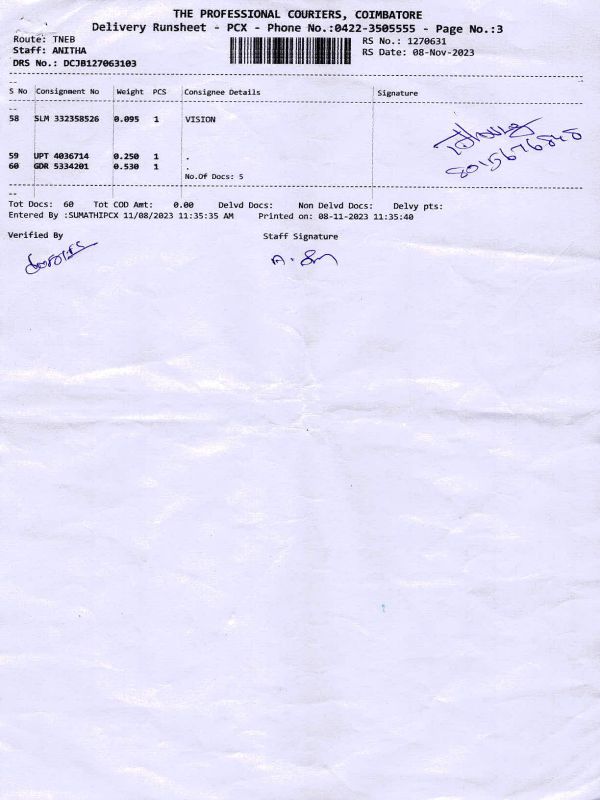 THE PROFESSIONAL COURIERS, COIMBATORE
Delivery Runsheet - PCX - Phone No.:0422-3505555 - Page No.:3
Route: TNEB
RS No.: 1270631
Staff: ANITHA
RS Date: 08-Nov-2023
DRS No.: DCJB127063103
S No Consignment No Weight PCS Consignee Details Signature
58 SLM 332358526 0.095 1 VISION
8015676848
59 UPT 4036714 0.250 1 .
60 GDR 5334201 0.530 1 .
No.Of Docs: 5
Tot Docs: 60 Tot COD Amt: 0.00 Delvd Docs: Non Delvd Docs: Delvy pts:
Entered By :SUMATHIPCX 11/08/2023 11:35:35 AM Printed on: 08-11-2023 11:35:40
Verified By Staff Signature